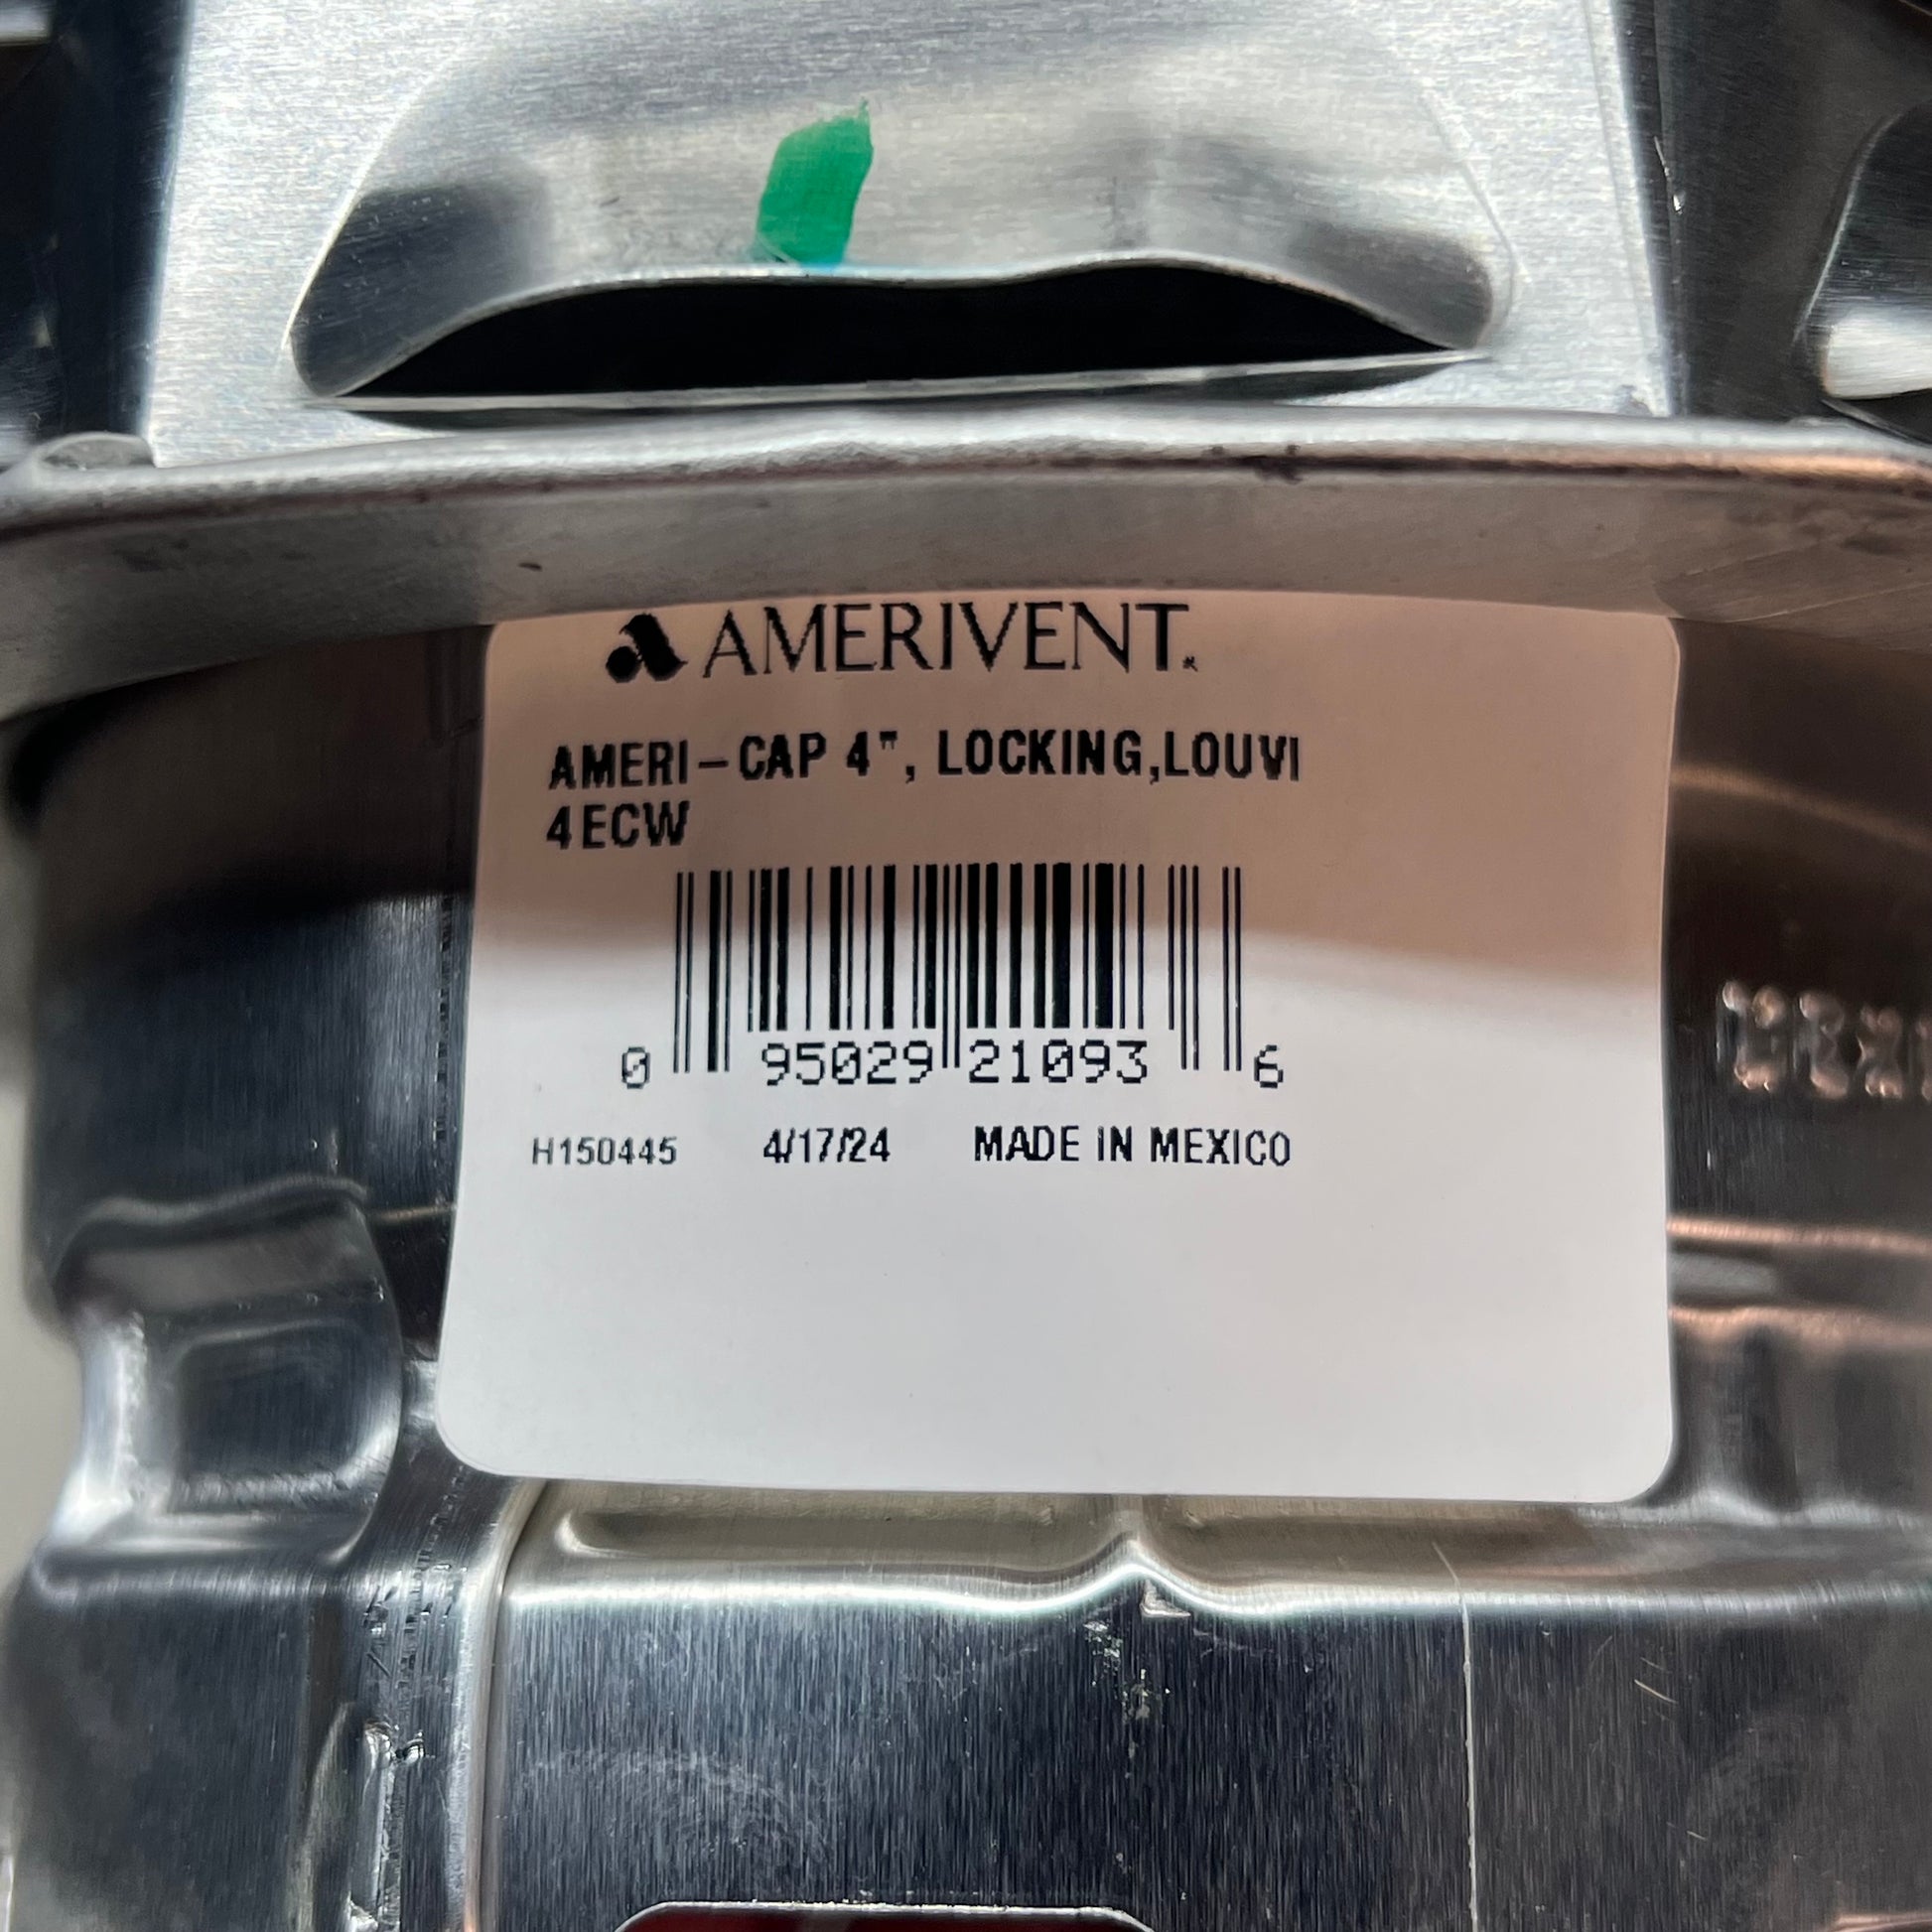 AMERIVENT®
AMERI-CAP 4", LOCKING,LOUVI
4ECW
0 95029 21093 6
H150445 4/17/24 MADE IN MEXICO